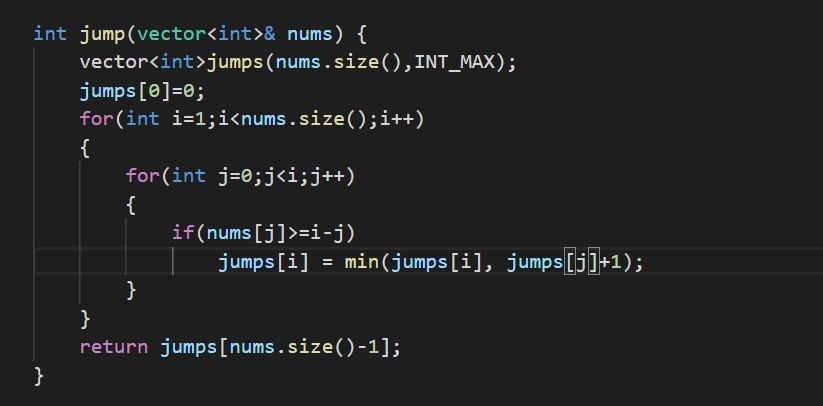 int jump(vector<int>& nums) {
    vector<int>jumps(nums.size(),INT_MAX);
    jumps[0]=0;
    for(int i=1;i<nums.size();i++)
    {
        for(int j=0;j<i;j++)
        {
            if(nums[j]>=i-j)
                jumps[i] = min(jumps[i], jumps[j]+1);
        }
    }
    return jumps[nums.size()-1];
}